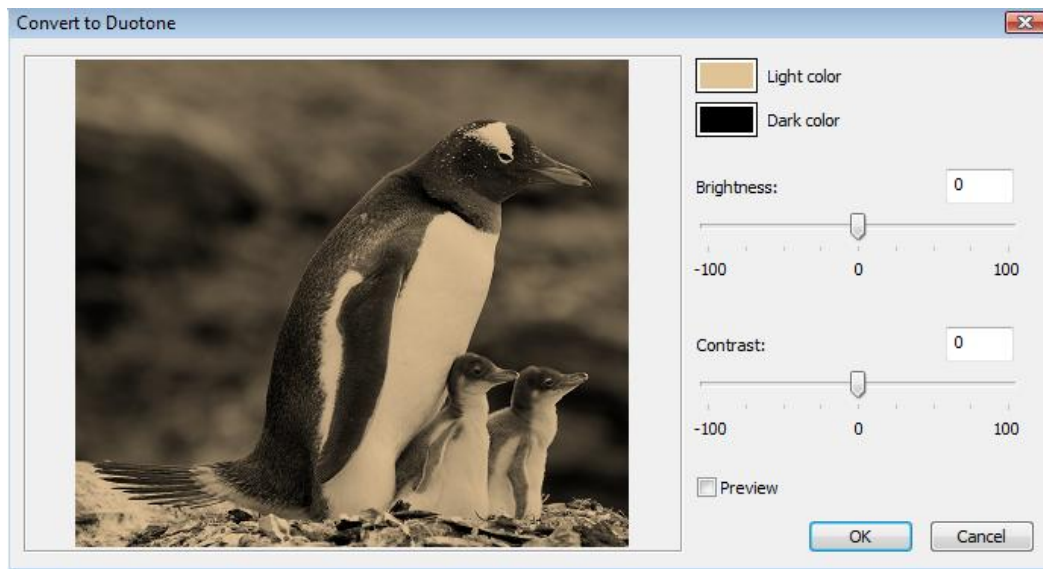 Convert to Duotone
Light color
Dark color
Brightness: 0
-100 0 100
Contrast: 0
-100 0 100
Preview
OK Cancel